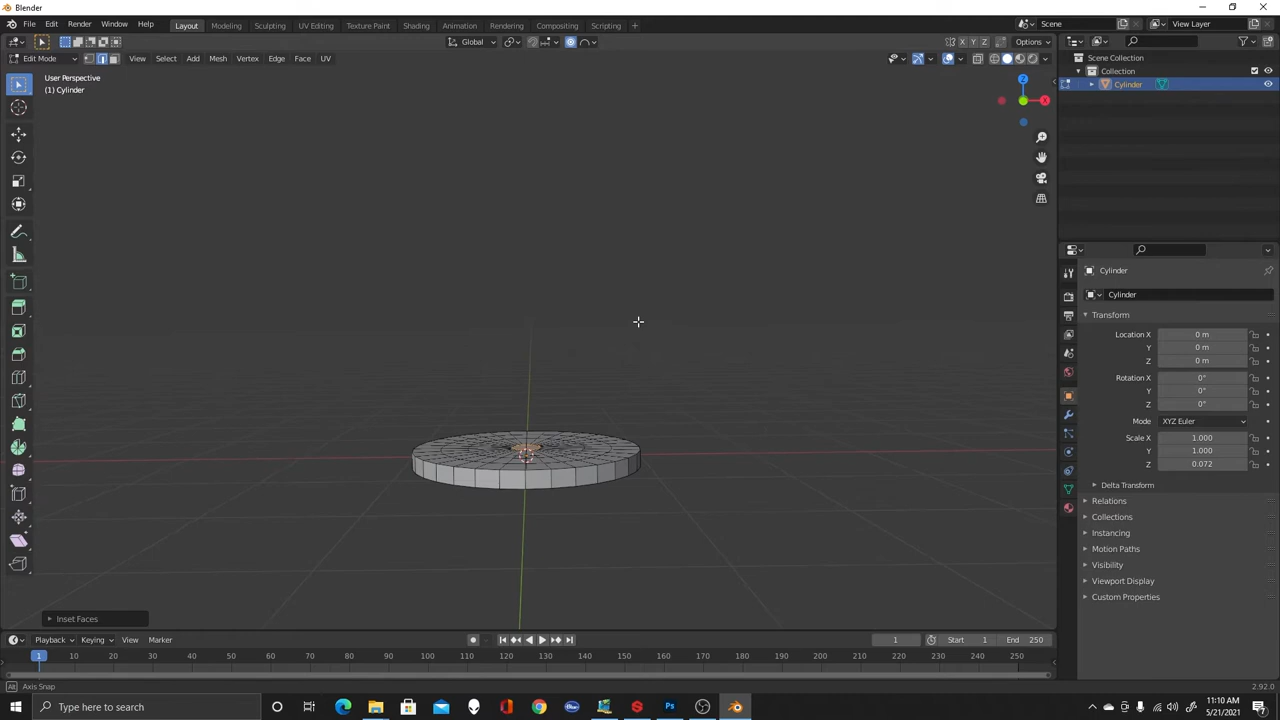 Blender
File Edit Render Window Help Layout Modeling Sculpting UV Editing Texture Paint Shading Animation Rendering Compositing Scripting + Scene View Layer
Global X Y Z Options
Edit Mode View Select Add Mesh Vertex Edge Face UV
User Perspective
(1) Cylinder
Z
X
Scene Collection
Collection
Cylinder
Cylinder
Cylinder
Transform
Location X 0 m
Y 0 m
Z 0 m
Rotation X 0°
Y 0°
Z 0°
Mode XYZ Euler
Scale X 1.000
Y 1.000
Z 0.072
Delta Transform
Relations
Collections
Instancing
Motion Paths
Visibility
Viewport Display
Custom Properties
Inset Faces
Playback Keying View Marker 1 Start 1 End 250
1 10 20 30 40 50 60 70 80 90 100 110 120 130 140 150 160 170 180 190 200 210 220 230 240 250
Alt Axis Snap 2.92.0
Type here to search
11:10 AM
5/21/2021